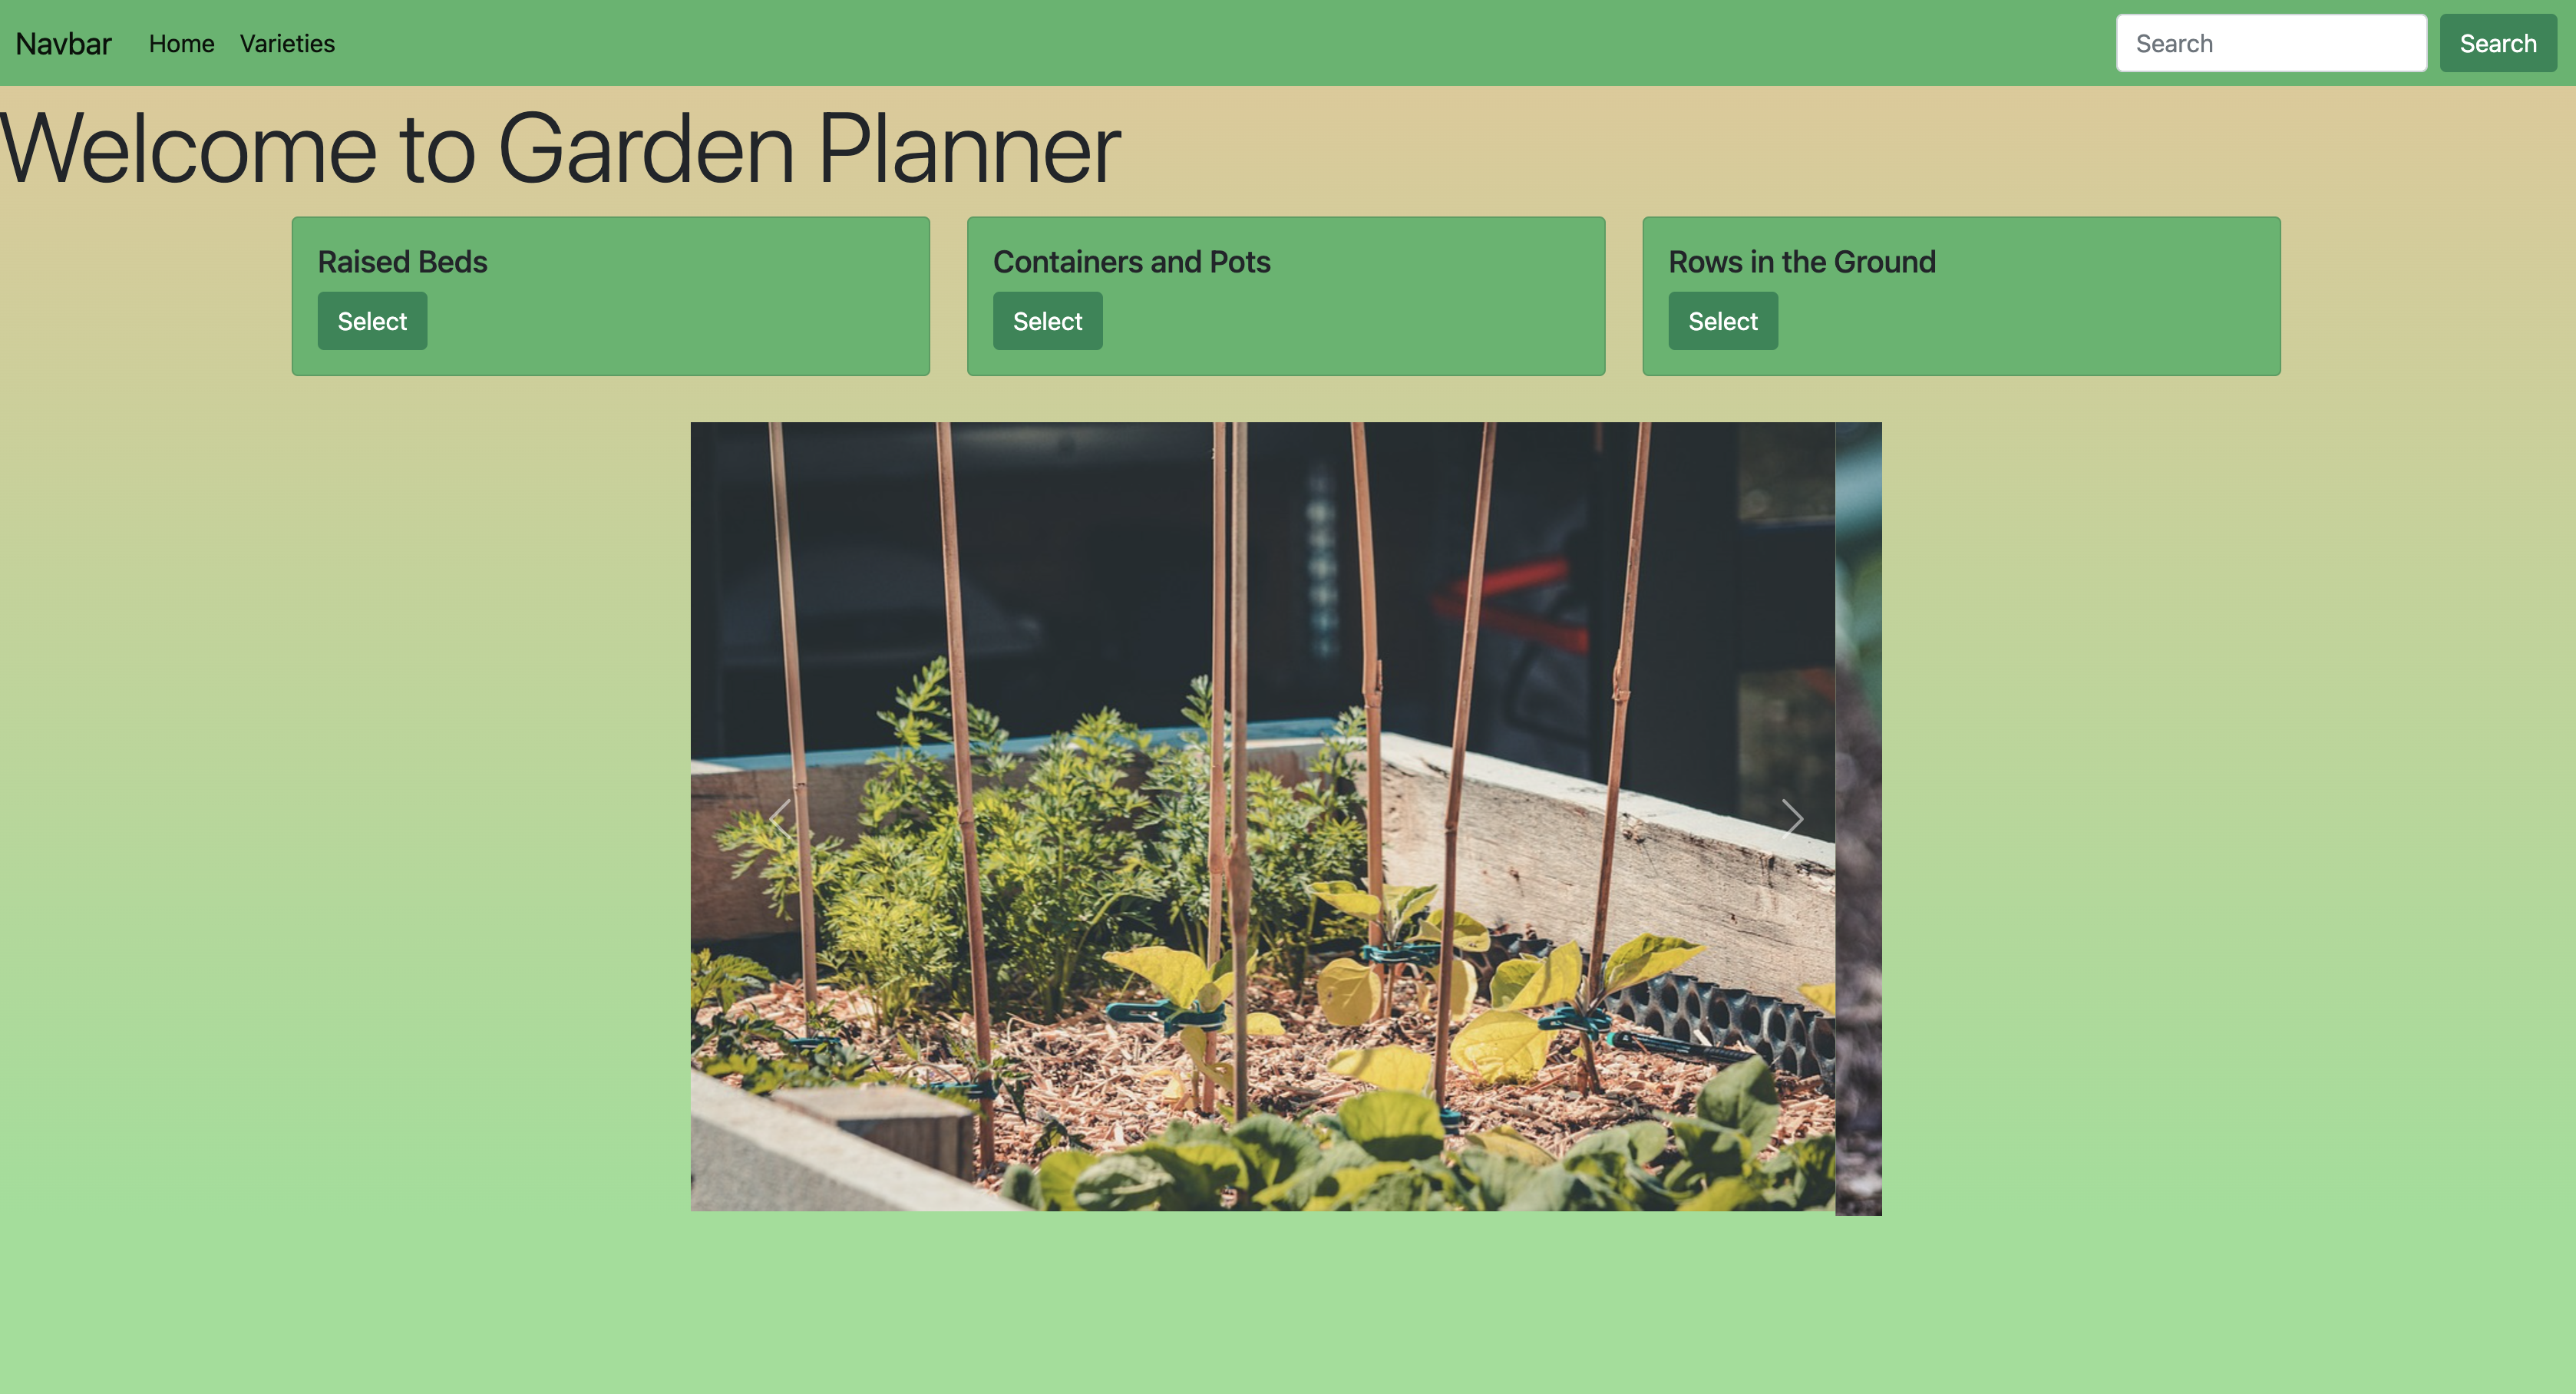 Navbar Home Varieties Search Search
Welcome to Garden Planner
Raised Beds
Select
Containers and Pots
Select
Rows in the Ground
Select